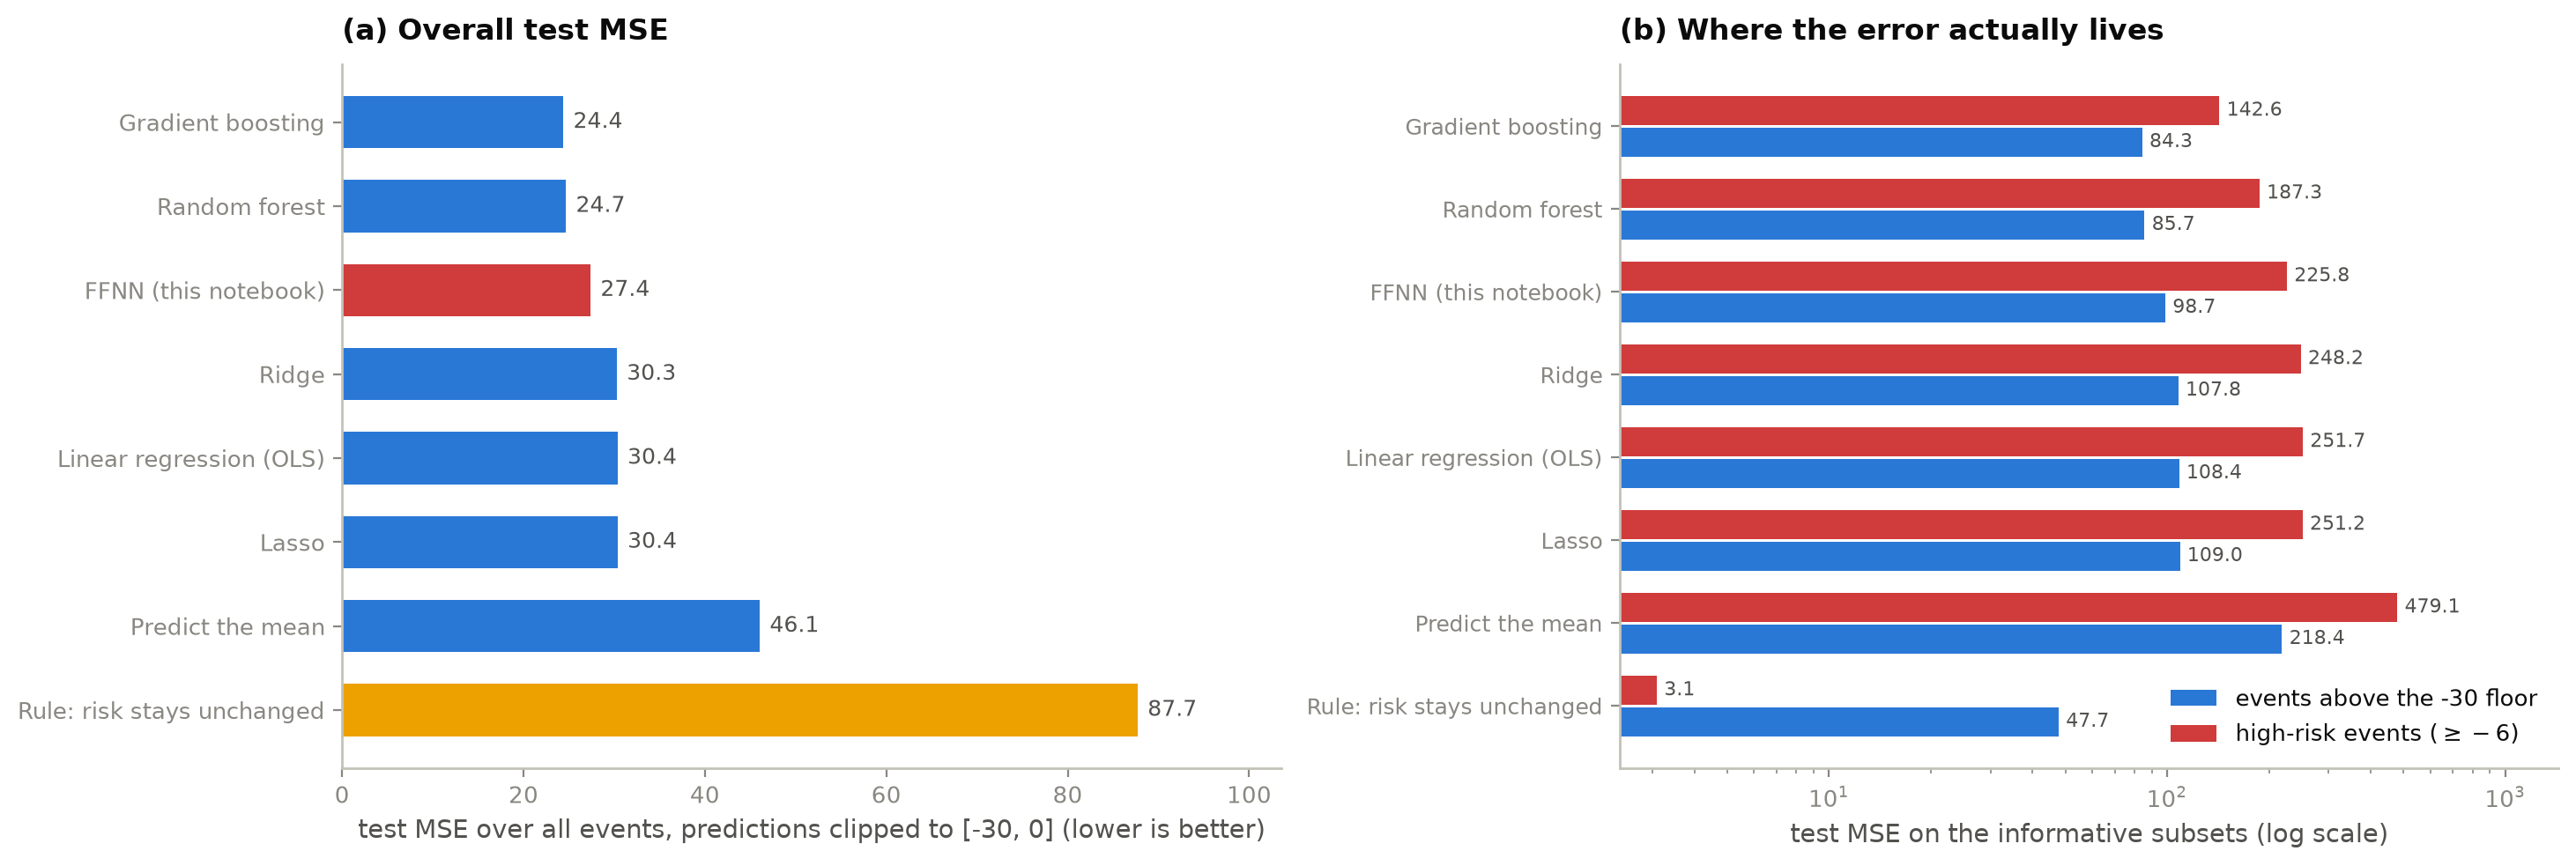 (a) Overall test MSE
Gradient boosting
24.4
Random forest
24.7
FFNN (this notebook)
27.4
Ridge
30.3
Linear regression (OLS)
30.4
Lasso
30.4
Predict the mean
46.1
Rule: risk stays unchanged
87.7
0 20 40 60 80 100
test MSE over all events, predictions clipped to [-30, 0] (lower is better)
(b) Where the error actually lives
Gradient boosting
142.6
84.3
Random forest
187.3
85.7
FFNN (this notebook)
225.8
98.7
Ridge
248.2
107.8
Linear regression (OLS)
251.7
108.4
Lasso
251.2
109.0
Predict the mean
479.1
218.4
Rule: risk stays unchanged
3.1
47.7
events above the -30 floor
high-risk events (≥ −6)
10¹ 10² 10³
test MSE on the informative subsets (log scale)